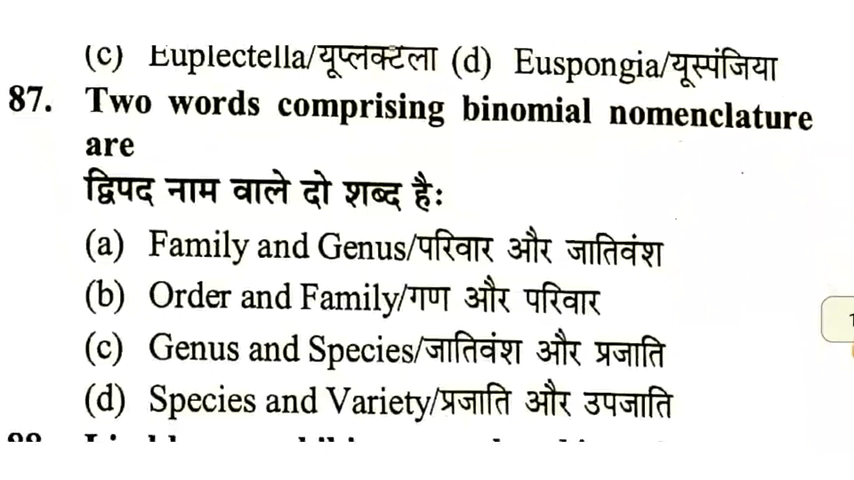 (c) Euplectella/यूप्लेक्टेला (d) Euspongia/यूस्पंजिया
87. Two words comprising binomial nomenclature
are
द्विपद नाम वाले दो शब्द है:
(a) Family and Genus/परिवार और जातिवंश
(b) Order and Family/गण और परिवार
(c) Genus and Species/जातिवंश और प्रजाति
(d) Species and Variety/प्रजाति और उपजाति